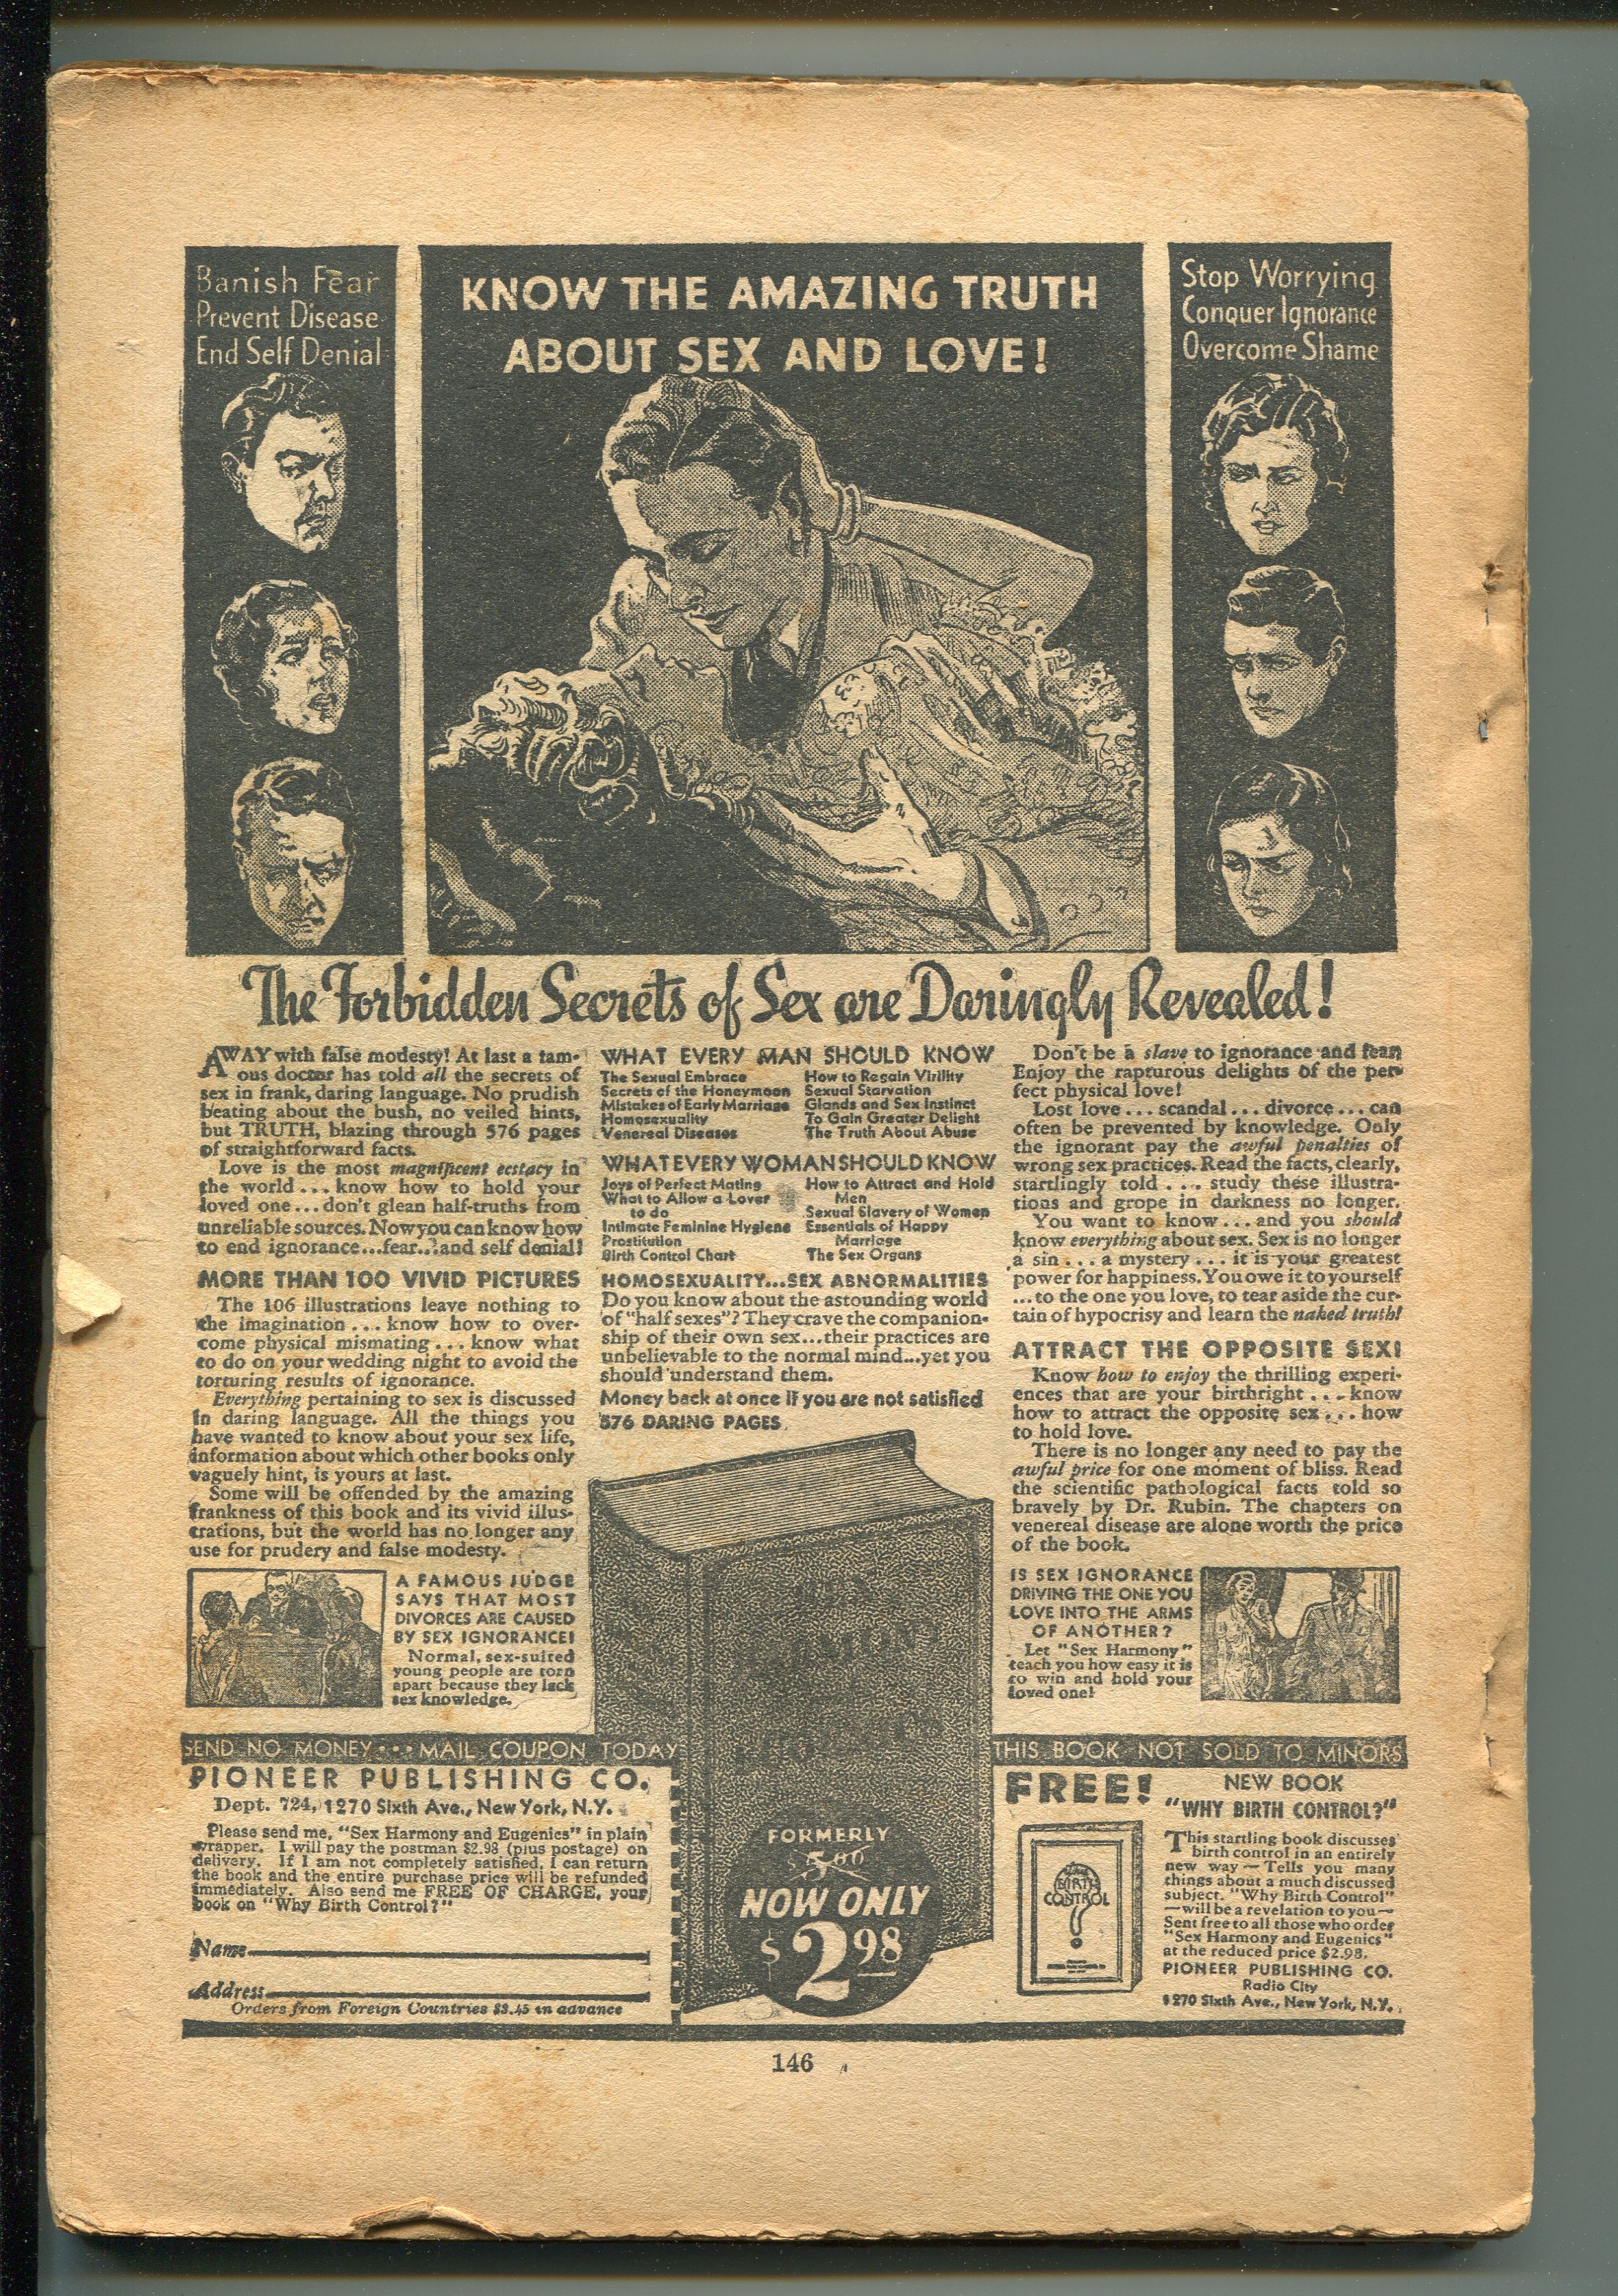 Banish Fear
Prevent Disease
End Self Denial
KNOW THE AMAZING TRUTH
ABOUT SEX AND LOVE!
Stop Worrying
Conquer Ignorance
Overcome Shame
The Forbidden Secrets of Sex are Daringly Revealed!
AWAY with false modesty! At last a fam-
ous doctor has told all the secrets of
sex in frank, daring language. No prudish
beating about the bush, no veiled hints,
but TRUTH, blazing through 576 pages
of straightforward facts.
Love is the most magnificent ecstacy in
the world ... know how to hold your
loved one ... don't glean half-truths from
unreliable sources. Now you can know how
to end ignorance...fear...and self denial!
MORE THAN 100 VIVID PICTURES
The 106 illustrations leave nothing to
the imagination ... know how to over-
come physical mismating ... know what
to do on your wedding night to avoid the
torturing results of ignorance.
Everything pertaining to sex is discussed
in daring language. All the things you
have wanted to know about your sex life,
information about which other books only
vaguely hint, is yours at last.
Some will be offended by the amazing
frankness of this book and its vivid illus-
trations, but the world has no longer any
use for prudery and false modesty.
A FAMOUS JUDGE
SAYS THAT MOST
DIVORCES ARE CAUSED
BY SEX IGNORANCE!
Normal, sex-suited
young people are torn
apart because they lack
sex knowledge.
WHAT EVERY MAN SHOULD KNOW
The Sexual Embrace
Secrets of the Honeymoon
Mistakes of Early Marriage
Homosexuality
Venereal Diseases
How to Regain Virility
Sexual Starvation
Glands and Sex Instinct
To Gain Greater Delight
The Truth About Abuse
WHAT EVERY WOMAN SHOULD KNOW
Joys of Perfect Mating
What to Allow a Lover
to do
Intimate Feminine Hygiene
Prostitution
Birth Control Chart
How to Attract and Hold
Men
Sexual Slavery of Women
Essentials of Happy
Marriage
The Sex Organs
HOMOSEXUALITY...SEX ABNORMALITIES
Do you know about the astounding world
of "half sexes"? They crave the companion-
ship of their own sex...their practices are
unbelievable to the normal mind...yet you
should understand them.
Money back at once if you are not satisfied
576 DARING PAGES
Don't be a slave to ignorance and fear.
Enjoy the rapturous delights of the per-
fect physical love!
Lost love ... scandal ... divorce ... can
often be prevented by knowledge. Only
the ignorant pay the awful penalties of
wrong sex practices. Read the facts, clearly,
startlingly told ... study these illustra-
tions and grope in darkness no longer.
You want to know ... and you should
know everything about sex. Sex is no longer
a sin ... a mystery ... it is your greatest
power for happiness. You owe it to yourself
... to the one you love, to tear aside the cur-
tain of hypocrisy and learn the naked truth!
ATTRACT THE OPPOSITE SEX!
Know how to enjoy the thrilling experi-
ences that are your birthright ... know
how to attract the opposite sex ... how
to hold love.
There is no longer any need to pay the
awful price for one moment of bliss. Read
the scientific pathological facts told so
bravely by Dr. Rubin. The chapters on
venereal disease are alone worth the price
of the book.
IS SEX IGNORANCE
DRIVING THE ONE YOU
LOVE INTO THE ARMS
OF ANOTHER?
Let "Sex Harmony"
teach you how easy it is
to win and hold your
loved one!
SEND NO MONEY ... MAIL COUPON TODAY
PIONEER PUBLISHING CO.
Dept. 724, 1270 Sixth Ave., New York, N.Y.
Please send me, "Sex Harmony and Eugenics" in plain
wrapper. I will pay the postman $2.98 (plus postage) on
delivery. If I am not completely satisfied, I can return
the book and the entire purchase price will be refunded
immediately. Also send me FREE OF CHARGE, your
book on "Why Birth Control?"
Name
Address
Orders from Foreign Countries $3.45 in advance
FORMERLY
$5.00
NOW ONLY
$2.98
THIS BOOK NOT SOLD TO MINORS
FREE!
NEW BOOK
"WHY BIRTH CONTROL?"
BIRTH
CONTROL
?
This startling book discusses
birth control in an entirely
new way — Tells you many
things about a much discussed
subject. "Why Birth Control"
—will be a revelation to you—
Sent free to all those who order
"Sex Harmony and Eugenics"
at the reduced price $2.98.
PIONEER PUBLISHING CO.
Radio City
1270 Sixth Ave., New York, N.Y.
146